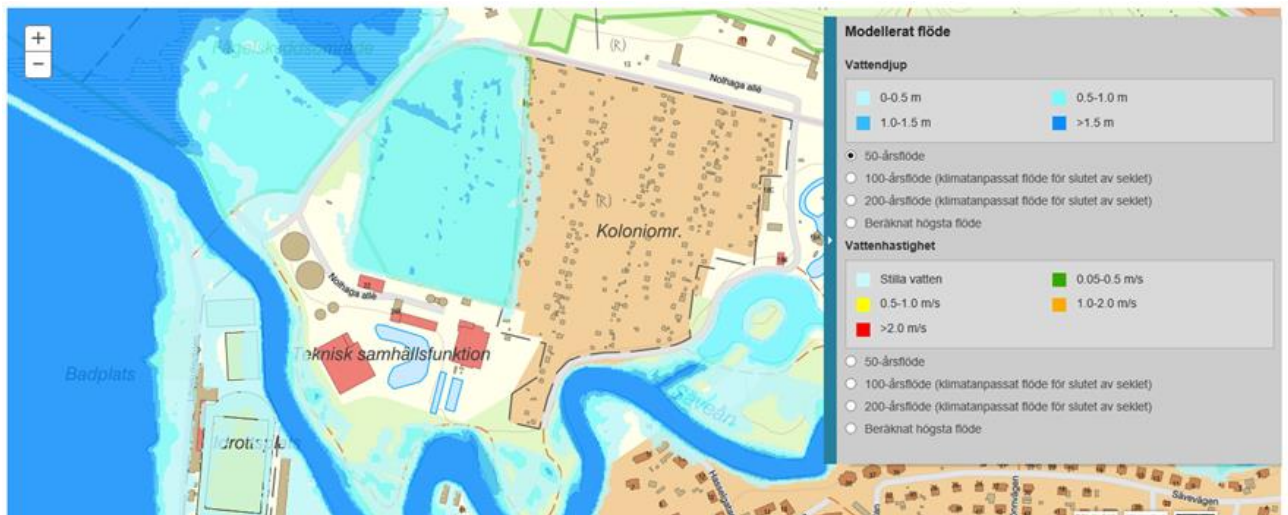 +
−
Fågelskyddsområde
(R)
Nolhaga allé
(R)
Koloniomr.
Nolhaga allé
Teknisk samhällsfunktion
Badplats
Idrottsplats
Säveån
Hasselgat
Sävevägen
Modellerat flöde
Vattendjup
0-0.5 m
0.5-1.0 m
1.0-1.5 m
>1.5 m
50-årsflöde
100-årsflöde (klimatanpassat flöde för slutet av seklet)
200-årsflöde (klimatanpassat flöde för slutet av seklet)
Beräknat högsta flöde
Vattenhastighet
Stilla vatten
0.05-0.5 m/s
0.5-1.0 m/s
1.0-2.0 m/s
>2.0 m/s
50-årsflöde
100-årsflöde (klimatanpassat flöde för slutet av seklet)
200-årsflöde (klimatanpassat flöde för slutet av seklet)
Beräknat högsta flöde